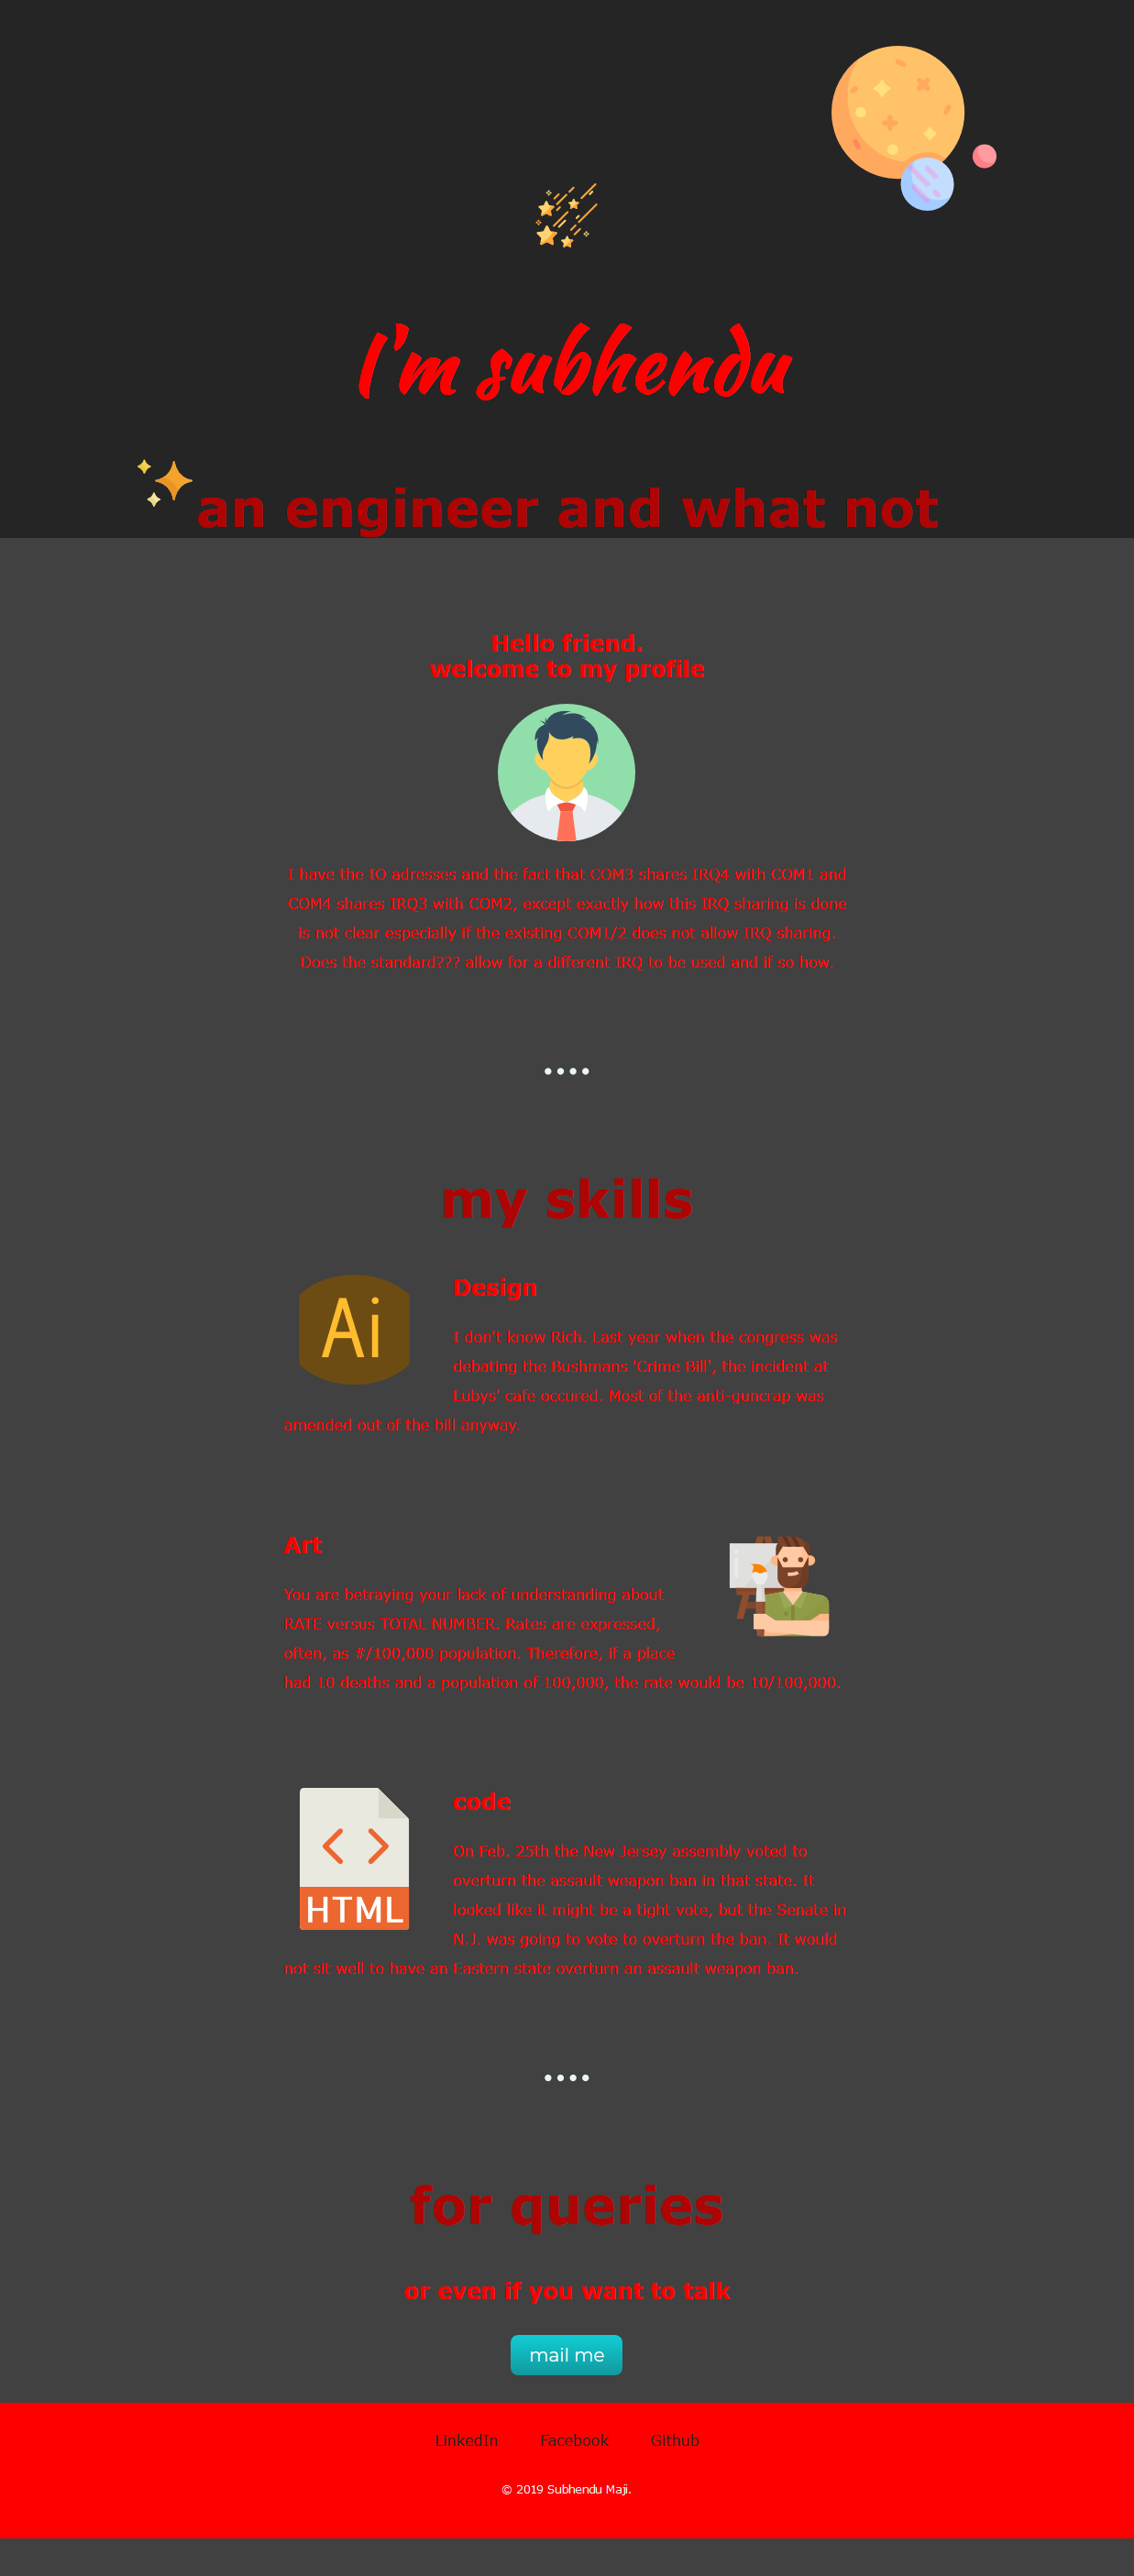 I'm subhendu
an engineer and what not
Hello friend.
welcome to my profile
I have the IO adresses and the fact that COM3 shares IRQ4 with COM1 and
COM4 shares IRQ3 with COM2, except exactly how this IRQ sharing is done
is not clear especially if the existing COM1/2 does not allow IRQ sharing.
Does the standard??? allow for a different IRQ to be used and if so how.
my skills
Ai
Design
I don't know Rich. Last year when the congress was
debating the Bushmans 'Crime Bill', the incident at
Lubys' cafe occured. Most of the anti-guncrap was
amended out of the bill anyway.
Art
You are betraying your lack of understanding about
RATE versus TOTAL NUMBER. Rates are expressed,
often, as #/100,000 population. Therefore, if a place
had 10 deaths and a population of 100,000, the rate would be 10/100,000.
HTML
code
On Feb. 25th the New Jersey assembly voted to
overturn the assault weapon ban in that state. It
looked like it might be a tight vote, but the Senate in
N.J. was going to vote to overturn the ban. It would
not sit well to have an Eastern state overturn an assault weapon ban.
for queries
or even if you want to talk
mail me
LinkedIn Facebook Github
© 2019 Subhendu Maji.